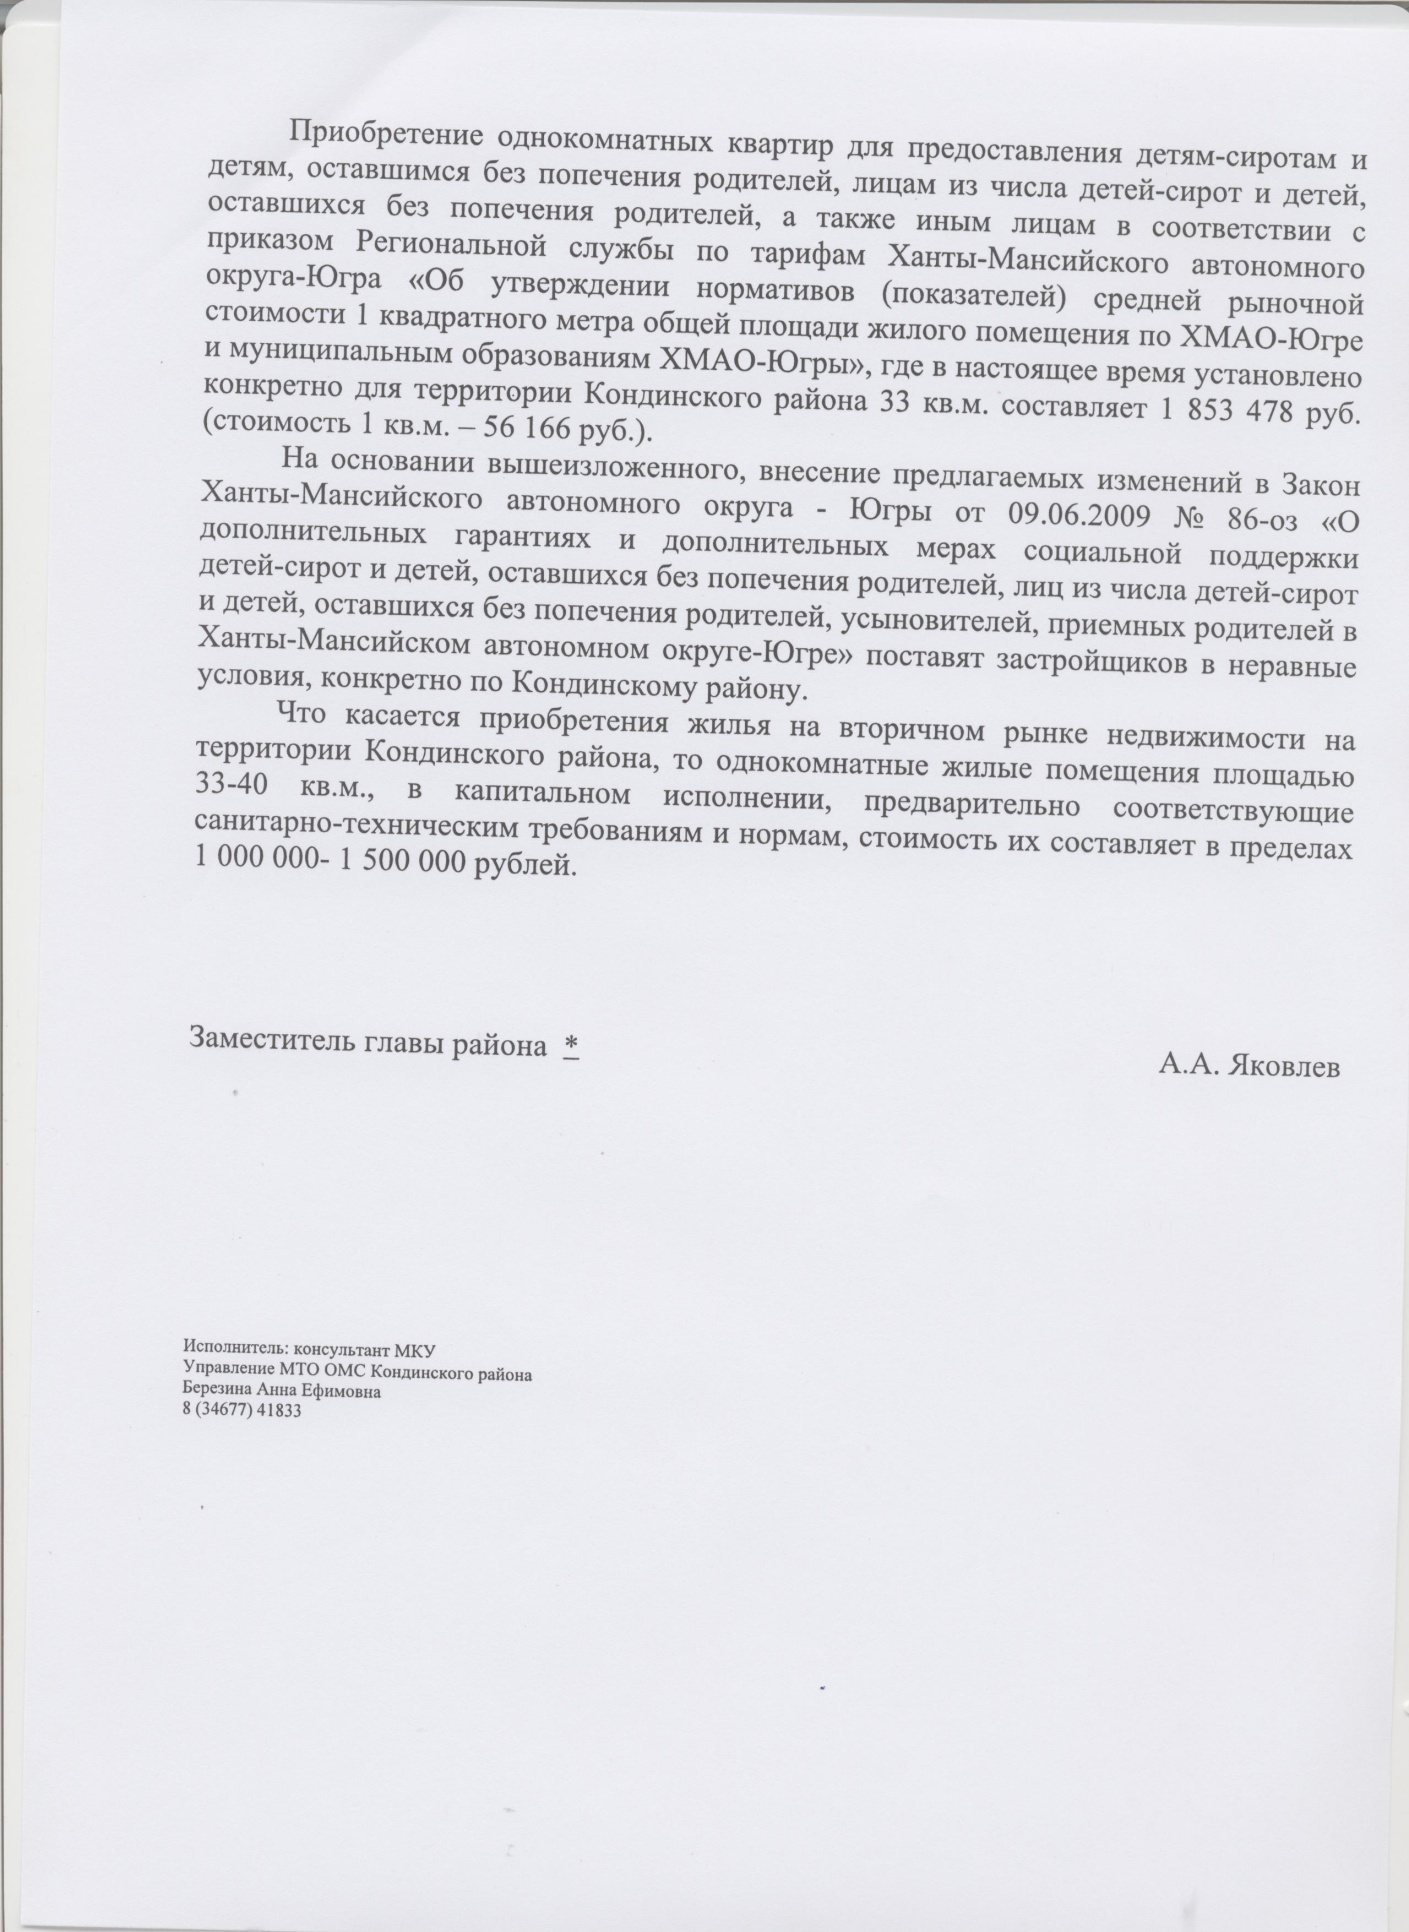 Приобретение однокомнатных квартир для предоставления детям-сиротам и
детям, оставшимся без попечения родителей, лицам из числа детей-сирот и детей,
оставшихся без попечения родителей, а также иным лицам в соответствии с
приказом Региональной службы по тарифам Ханты-Мансийского автономного
округа-Югра «Об утверждении нормативов (показателей) средней рыночной
стоимости 1 квадратного метра общей площади жилого помещения по ХМАО-Югре
и муниципальным образованиям ХМАО-Югры», где в настоящее время установлено
конкретно для территории Кондинского района 33 кв.м. составляет 1 853 478 руб.
(стоимость 1 кв.м. – 56 166 руб.).
На основании вышеизложенного, внесение предлагаемых изменений в Закон
Ханты-Мансийского автономного округа - Югры от 09.06.2009 № 86-оз «О
дополнительных гарантиях и дополнительных мерах социальной поддержки
детей-сирот и детей, оставшихся без попечения родителей, лиц из числа детей-сирот
и детей, оставшихся без попечения родителей, усыновителей, приемных родителей в
Ханты-Мансийском автономном округе-Югре» поставят застройщиков в неравные
условия, конкретно по Кондинскому району.
Что касается приобретения жилья на вторичном рынке недвижимости на
территории Кондинского района, то однокомнатные жилые помещения площадью
33-40 кв.м., в капитальном исполнении, предварительно соответствующие
санитарно-техническим требованиям и нормам, стоимость их составляет в пределах
1 000 000- 1 500 000 рублей.
Заместитель главы района *
А.А. Яковлев
Исполнитель: консультант МКУ
Управление МТО ОМС Кондинского района
Березина Анна Ефимовна
8 (34677) 41833